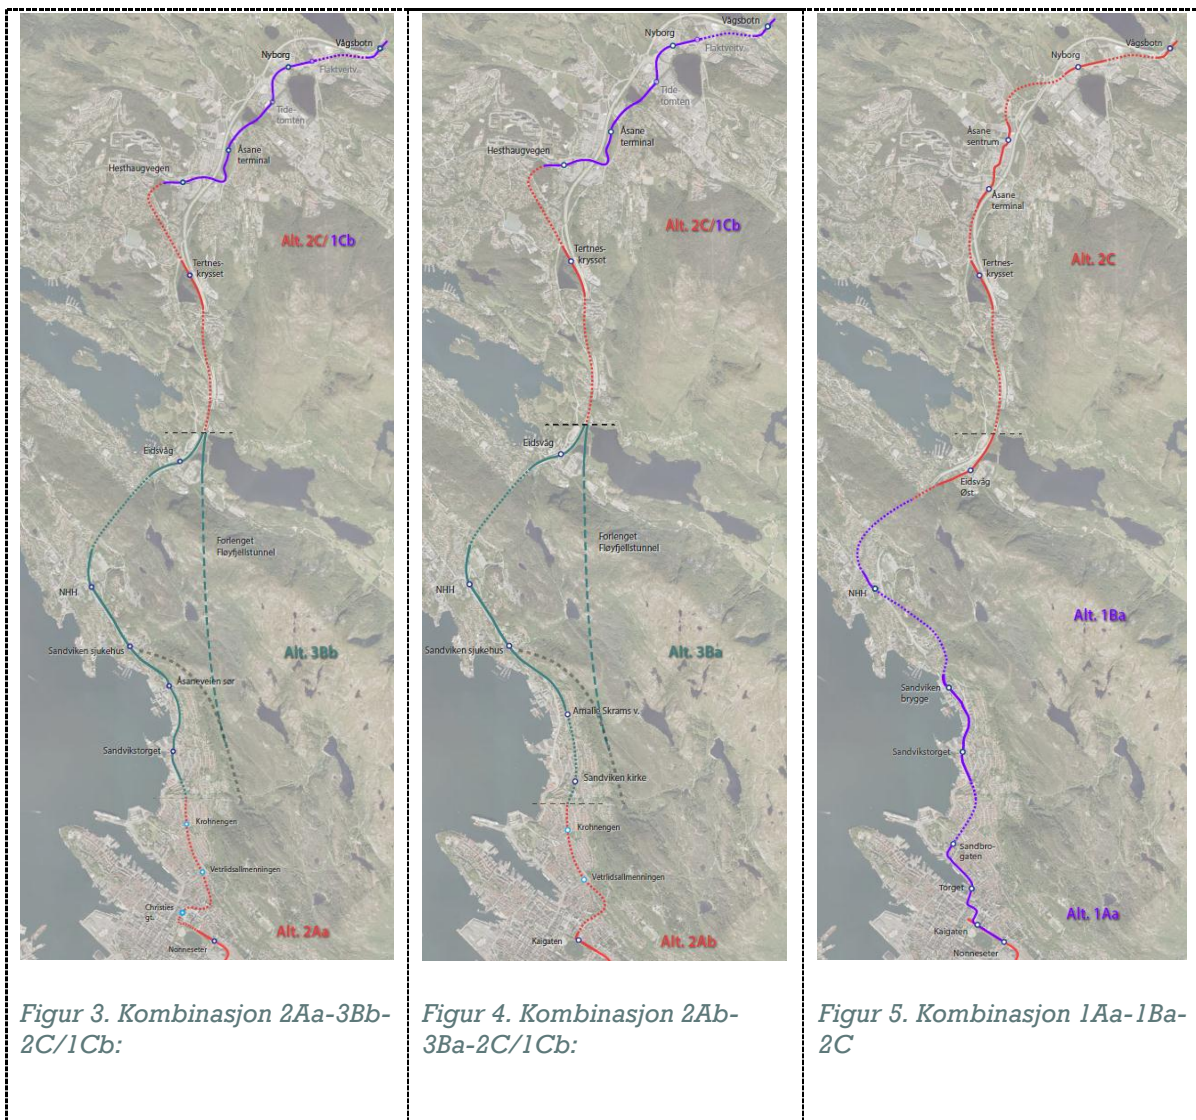 Vågsbotn
Nyborg
Flaktveitv.
Tide-
tomten
Åsane
terminal
Hesthaugvegen
Alt. 2C/1Cb
Tertnes-
krysset
Eidsvåg
Forlenget
Fløyfjellstunnel
NHH
Sandviken sjukehus
Alt. 3Bb
Åsaneveien sør
Sandvikstorget
Krohnengen
Vetrlidsallmenningen
Christies
gt.
Alt. 2Aa
Nonneseter
Figur 3. Kombinasjon 2Aa-3Bb-
2C/1Cb:
Vågsbotn
Nyborg
Flaktveitv.
Tide-
tomten
Åsane
terminal
Hesthaugvegen
Alt. 2C/1Cb
Tertnes-
krysset
Eidsvåg
Forlenget
Fløyfjellstunnel
NHH
Sandviken sjukehus
Alt. 3Ba
Amalie Skrams v.
Sandviken kirke
Krohnengen
Vetrlidsallmenningen
Kaigaten
Alt. 2Ab
Figur 4. Kombinasjon 2Ab-
3Ba-2C/1Cb:
Vågsbotn
Nyborg
Åsane
sentrum
Åsane
terminal
Tertnes-
krysset
Alt. 2C
Eidsvåg
Øst
NHH
Alt. 1Ba
Sandviken
brygge
Sandvikstorget
Sandbro-
gaten
Torget
Alt. 1Aa
Kaigaten
Nonneseter
Figur 5. Kombinasjon 1Aa-1Ba-
2C